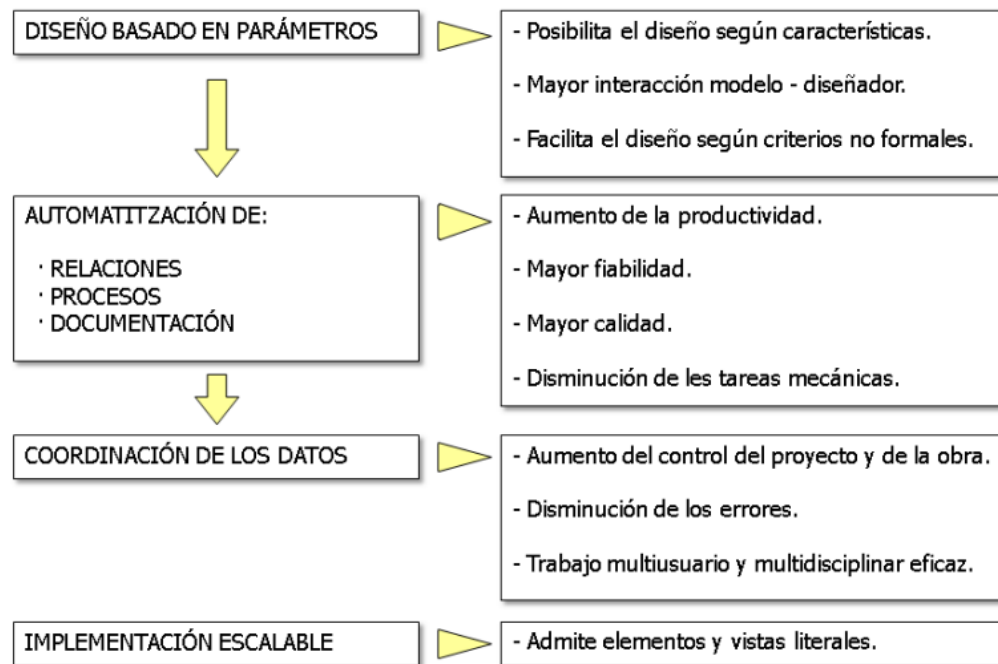 DISEÑO BASADO EN PARÁMETROS
- Posibilita el diseño según características.
- Mayor interacción modelo - diseñador.
- Facilita el diseño según criterios no formales.
AUTOMATITZACIÓN DE:
· RELACIONES
· PROCESOS
· DOCUMENTACIÓN
- Aumento de la productividad.
- Mayor fiabilidad.
- Mayor calidad.
- Disminución de les tareas mecánicas.
COORDINACIÓN DE LOS DATOS
- Aumento del control del proyecto y de la obra.
- Disminución de los errores.
- Trabajo multiusuario y multidisciplinar eficaz.
IMPLEMENTACIÓN ESCALABLE
- Admite elementos y vistas literales.